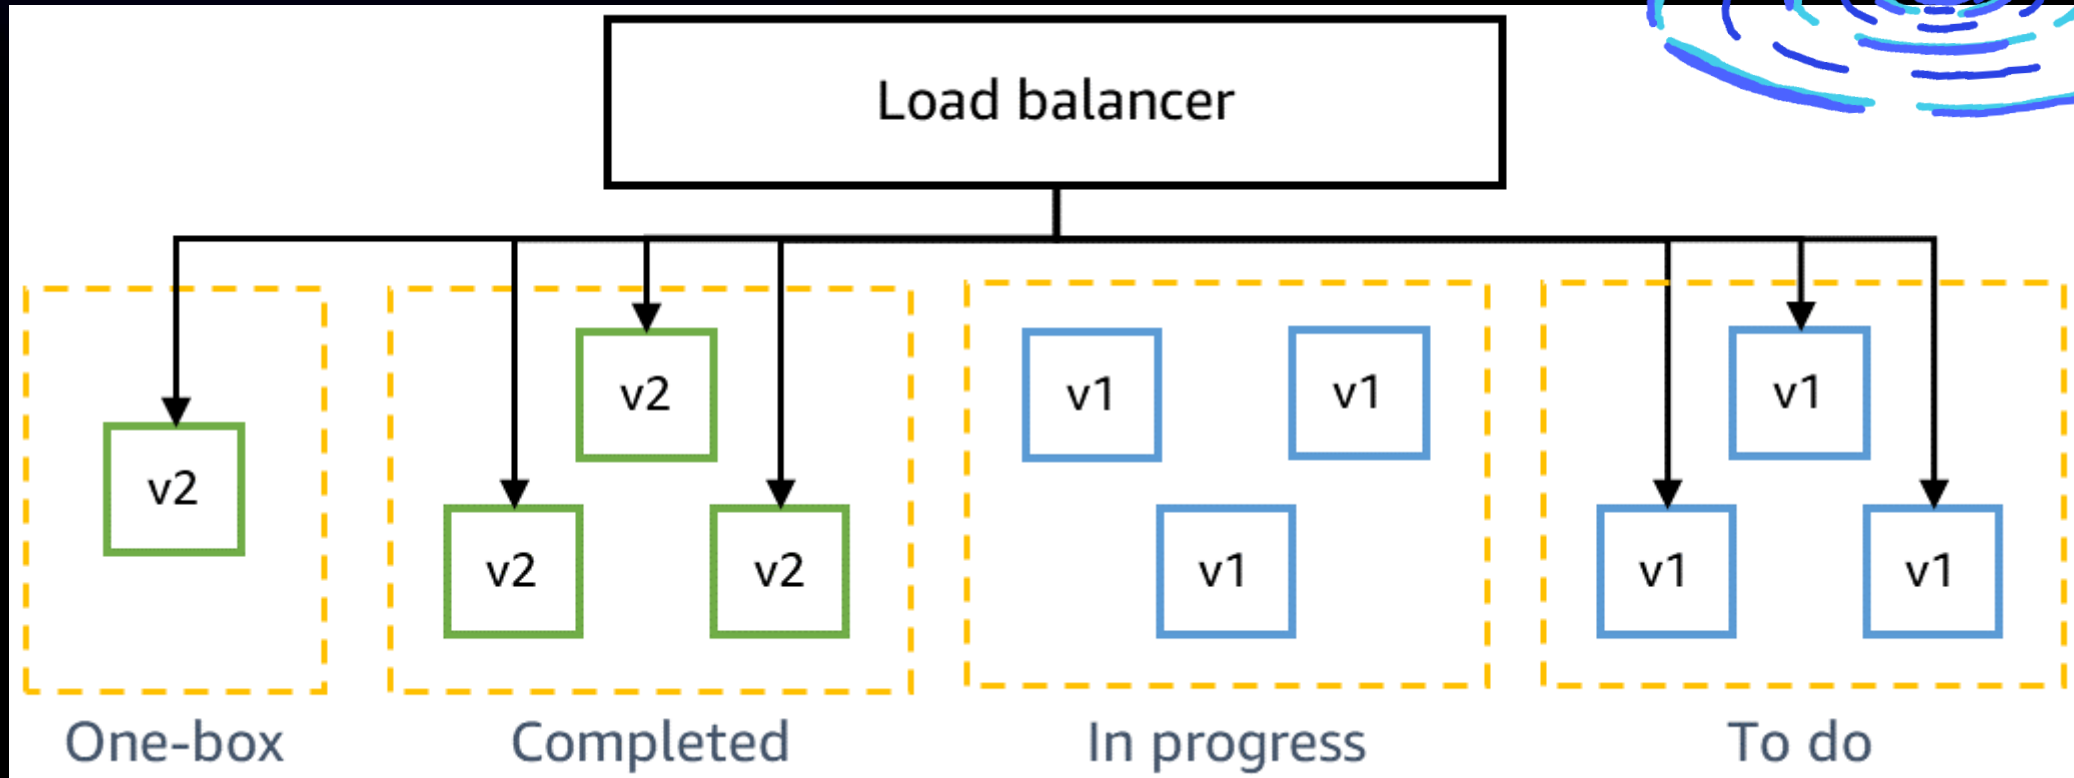 Load balancer
v2
v2
v2
v2
v1
v1
v1
v1
v1
v1
One-box
Completed
In progress
To do